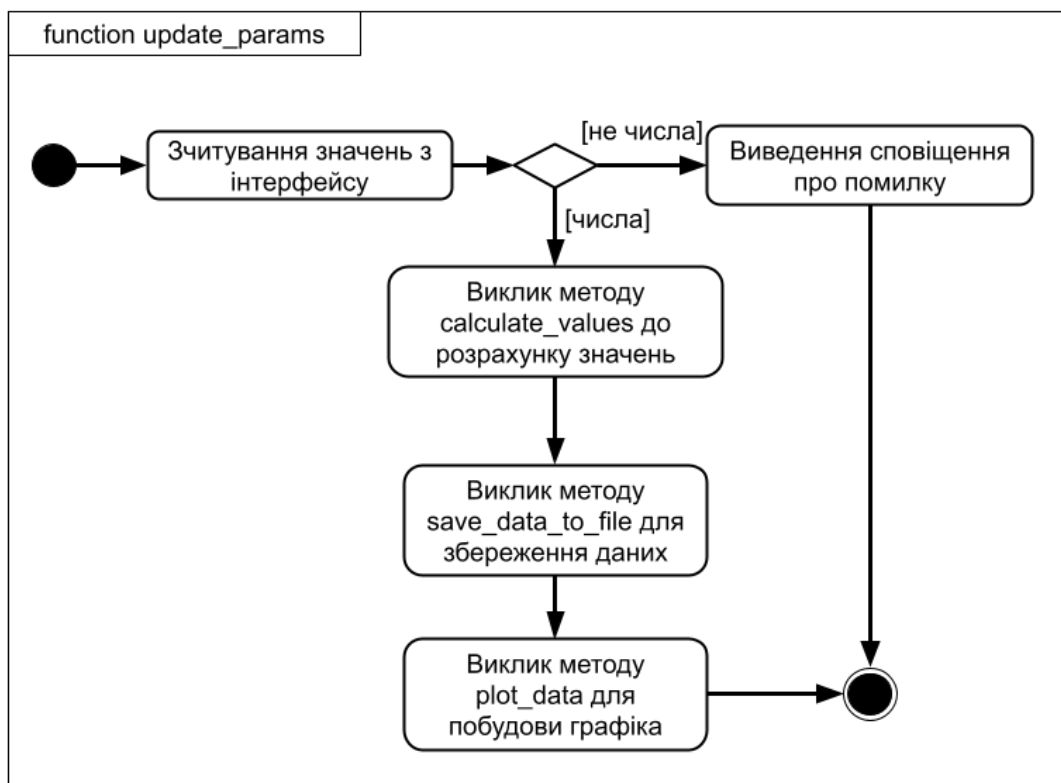 function update_params
Зчитування значень з
інтерфейсу
[не числа]
Виведення сповіщення
про помилку
[числа]
Виклик методу
calculate_values до
розрахунку значень
Виклик методу
save_data_to_file для
збереження даних
Виклик методу
plot_data для
побудови графіка